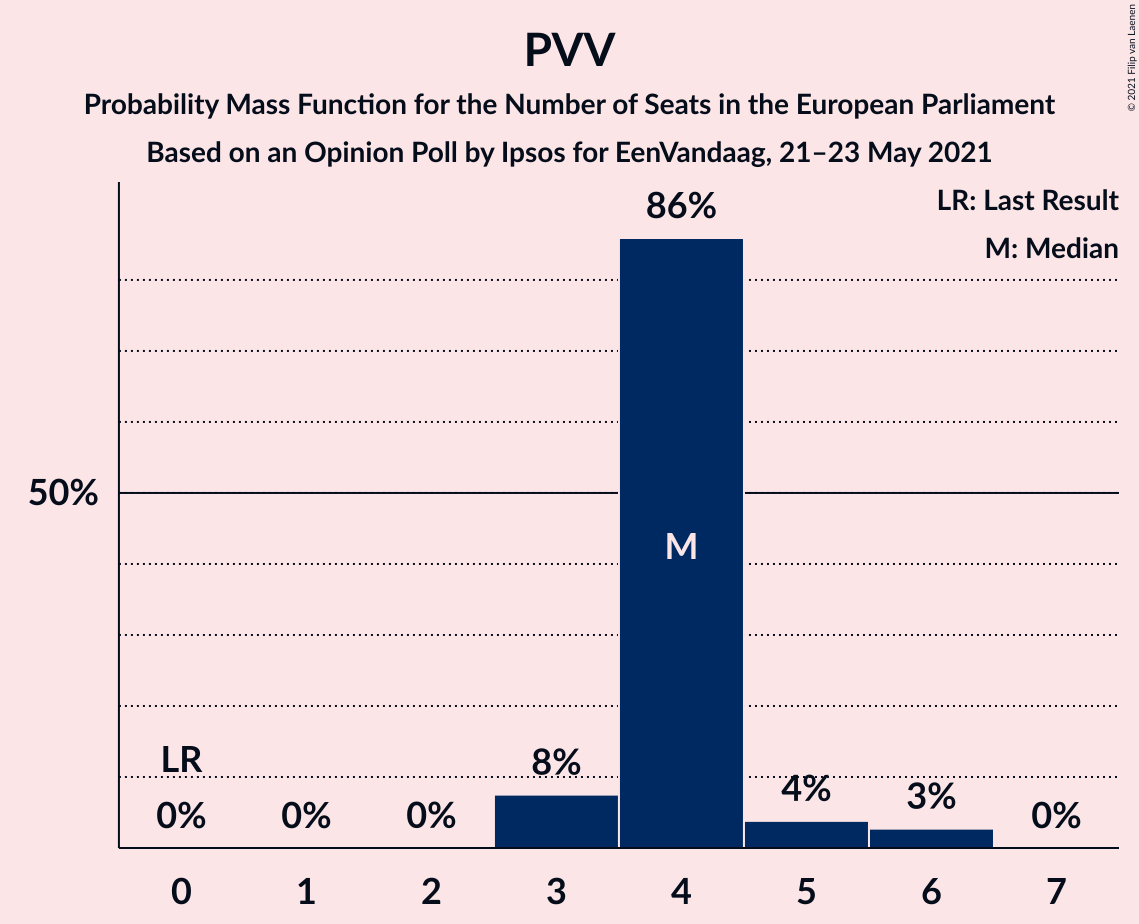 PVV
Probability Mass Function for the Number of Seats in the European Parliament
Based on an Opinion Poll by Ipsos for EenVandaag, 21–23 May 2021
© 2021 Filip van Laenen
LR: Last Result
M: Median
86%
50%
M
LR
8%
4%
3%
0% 0% 0% 0%
0 1 2 3 4 5 6 7